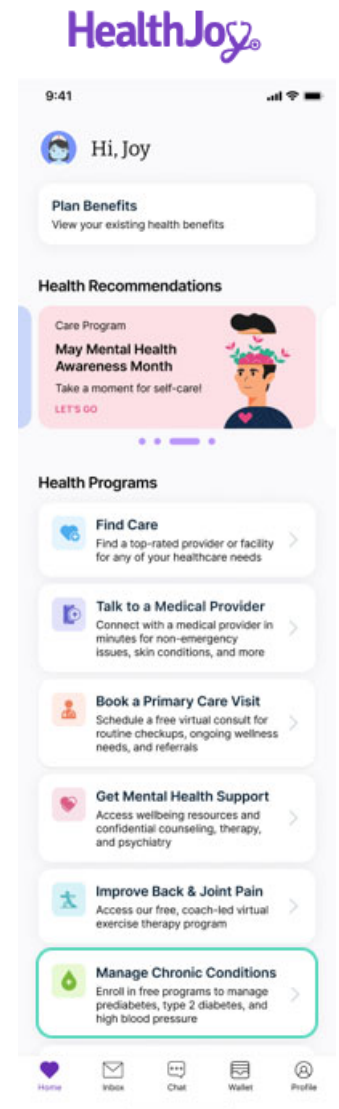 HealthJoy
9:41
Hi, Joy
Plan Benefits
View your existing health benefits
Health Recommendations
Care Program
May Mental Health
Awareness Month
Take a moment for self-care!
LET'S GO
Health Programs
Find Care
Find a top-rated provider or facility
for any of your healthcare needs
Talk to a Medical Provider
Connect with a medical provider in
minutes for non-emergency
issues, skin conditions, and more
Book a Primary Care Visit
Schedule a free virtual consult for
routine checkups, ongoing wellness
needs, and referrals
Get Mental Health Support
Access wellbeing resources and
confidential counseling, therapy,
and psychiatry
Improve Back & Joint Pain
Access our free, coach-led virtual
exercise therapy program
Manage Chronic Conditions
Enroll in free programs to manage
prediabetes, type 2 diabetes, and
high blood pressure
Home Inbox Chat Wallet Profile